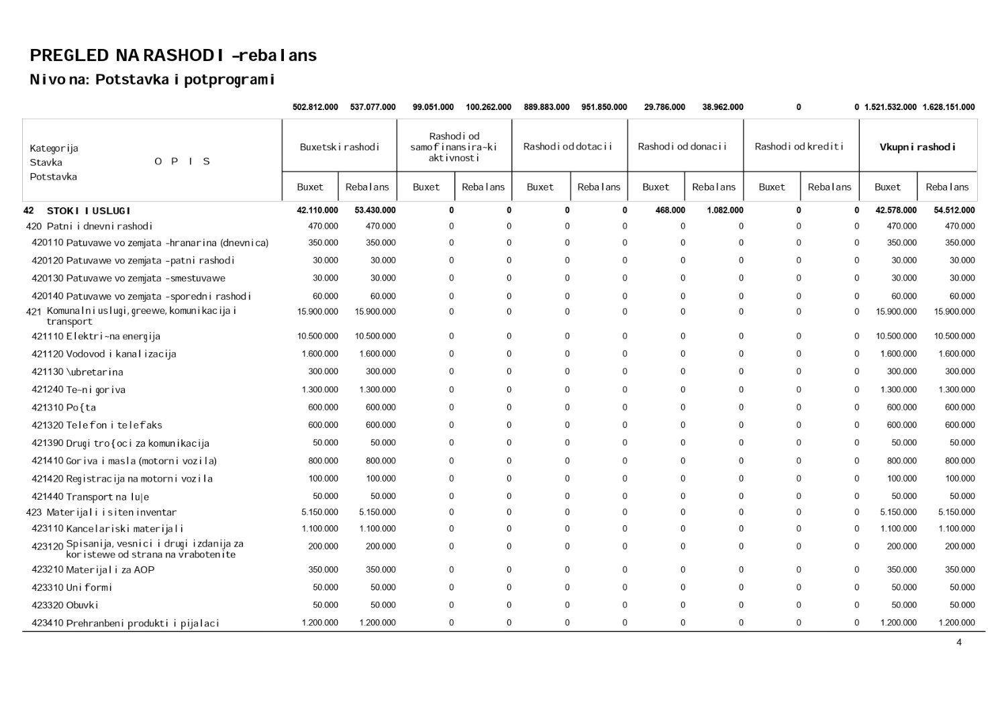 PREGLED NA RASHODI -rebalans
Nivo na: Potstavka i potprogrami
502.812.000 537.077.000 99.051.000 100.262.000 889.883.000 951.850.000 29.786.000 38.962.000 0 0 1.521.532.000 1.628.151.000
Kategorija
Stavka
Potstavka
O P I S
Buxetski rashodi
Rashodi od
samofinansira~ki
aktivnosti
Rashodi od dotacii
Rashodi od donacii
Rashodi od krediti
Vkupni rashodi
Buxet Rebalans Buxet Rebalans Buxet Rebalans Buxet Rebalans Buxet Rebalans Buxet Rebalans
42 STOKI I USLUGI 42.110.000 53.430.000 0 0 0 0 468.000 1.082.000 0 0 42.578.000 54.512.000
420 Patni i dnevni rashodi 470.000 470.000 0 0 0 0 0 0 0 0 470.000 470.000
420110 Patuvawe vo zemjata -hranarina (dnevnica) 350.000 350.000 0 0 0 0 0 0 0 0 350.000 350.000
420120 Patuvawe vo zemjata -patni rashodi 30.000 30.000 0 0 0 0 0 0 0 0 30.000 30.000
420130 Patuvawe vo zemjata -smestuvawe 30.000 30.000 0 0 0 0 0 0 0 0 30.000 30.000
420140 Patuvawe vo zemjata -sporedni rashodi 60.000 60.000 0 0 0 0 0 0 0 0 60.000 60.000
421 Komunalni uslugi, greewe, komunikacija i 15.900.000 15.900.000 0 0 0 0 0 0 0 0 15.900.000 15.900.000
transport
421110 Elektri~na energija 10.500.000 10.500.000 0 0 0 0 0 0 0 0 10.500.000 10.500.000
421120 Vodovod i kanalizacija 1.600.000 1.600.000 0 0 0 0 0 0 0 0 1.600.000 1.600.000
421130 \ubretarina 300.000 300.000 0 0 0 0 0 0 0 0 300.000 300.000
421240 Te~ni goriva 1.300.000 1.300.000 0 0 0 0 0 0 0 0 1.300.000 1.300.000
421310 Po{ta 600.000 600.000 0 0 0 0 0 0 0 0 600.000 600.000
421320 Telefon i telefaks 600.000 600.000 0 0 0 0 0 0 0 0 600.000 600.000
421390 Drugi tro{oci za komunikacija 50.000 50.000 0 0 0 0 0 0 0 0 50.000 50.000
421410 Goriva i masla (motorni vozila) 800.000 800.000 0 0 0 0 0 0 0 0 800.000 800.000
421420 Registracija na motorni vozila 100.000 100.000 0 0 0 0 0 0 0 0 100.000 100.000
421440 Transport na lu|e 50.000 50.000 0 0 0 0 0 0 0 0 50.000 50.000
423 Materijali i siten inventar 5.150.000 5.150.000 0 0 0 0 0 0 0 0 5.150.000 5.150.000
423110 Kancelariski materijali 1.100.000 1.100.000 0 0 0 0 0 0 0 0 1.100.000 1.100.000
423120 Spisanija, vesnici i drugi izdanija za 200.000 200.000 0 0 0 0 0 0 0 0 200.000 200.000
koristewe od strana na vrabotenite
423210 Materijali za AOP 350.000 350.000 0 0 0 0 0 0 0 0 350.000 350.000
423310 Uniformi 50.000 50.000 0 0 0 0 0 0 0 0 50.000 50.000
423320 Obuvki 50.000 50.000 0 0 0 0 0 0 0 0 50.000 50.000
423410 Prehranbeni produkti i pijalaci 1.200.000 1.200.000 0 0 0 0 0 0 0 0 1.200.000 1.200.000
4